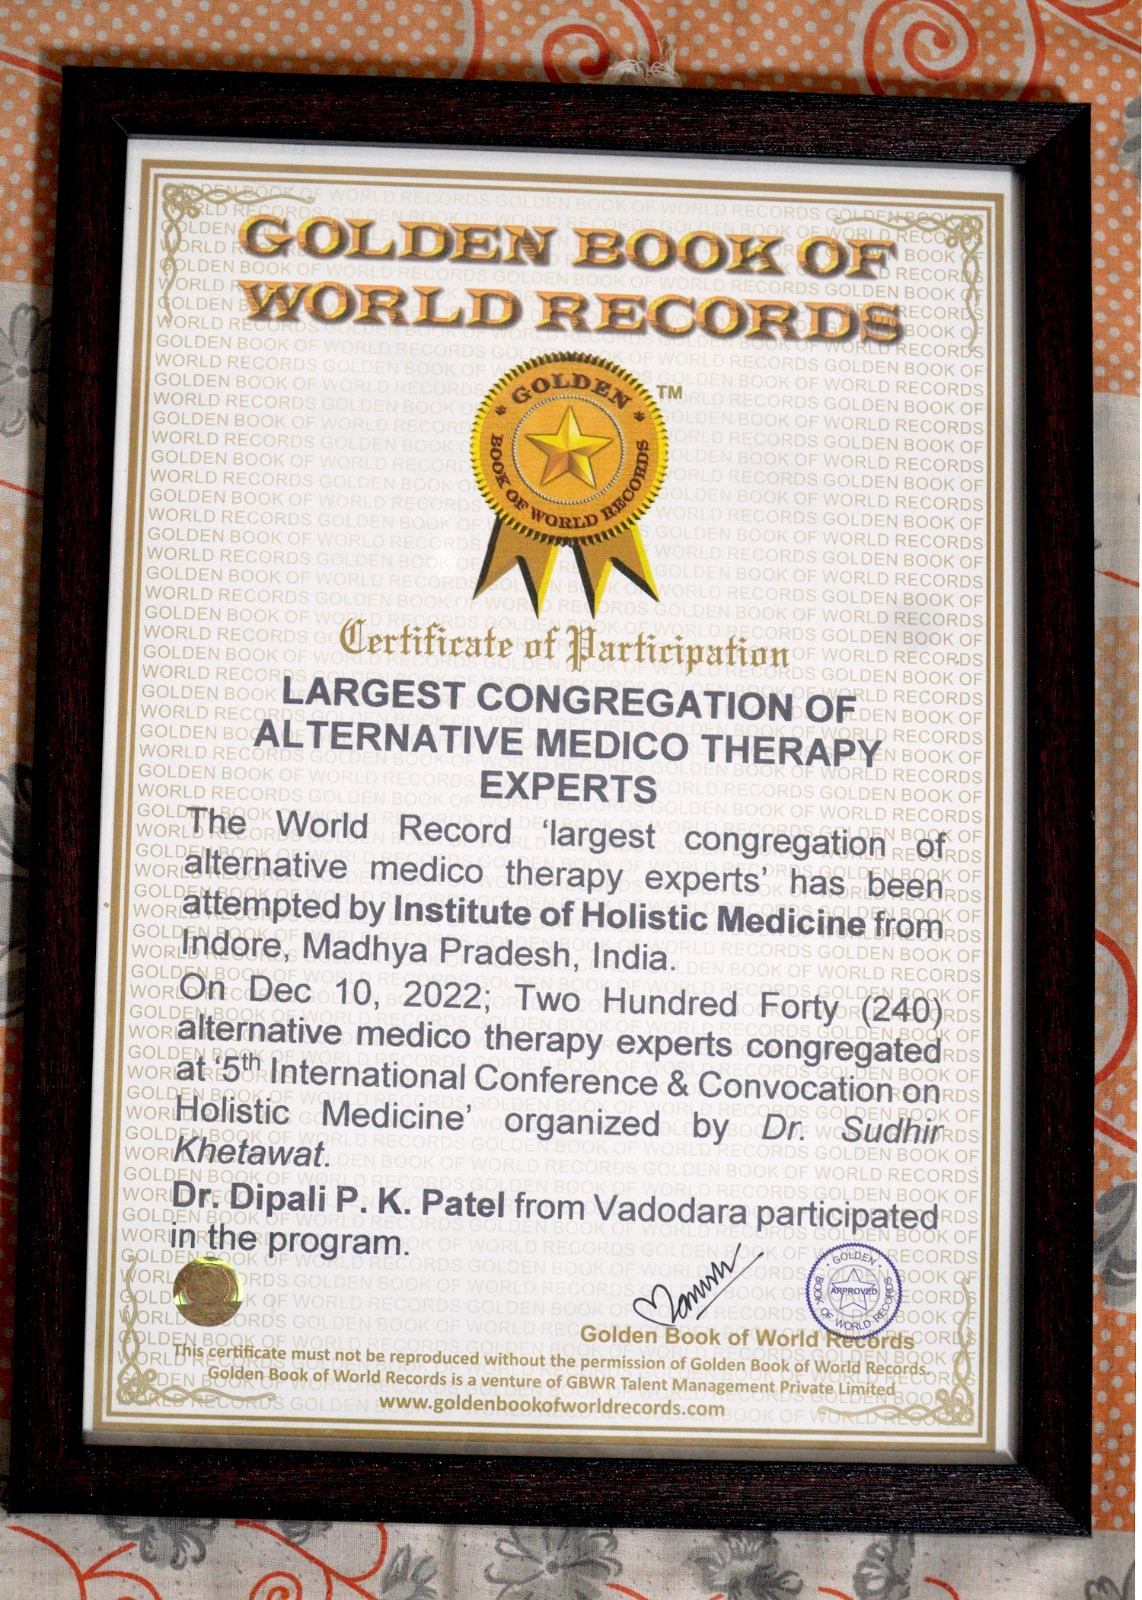 GOLDEN BOOK OF
WORLD RECORDS
GOLDEN
BOOK OF WORLD RECORDS
TM
Certificate of Participation
LARGEST CONGREGATION OF
ALTERNATIVE MEDICO THERAPY
EXPERTS
The World Record ‘largest congregation of
alternative medico therapy experts’ has been
attempted by Institute of Holistic Medicine from
Indore, Madhya Pradesh, India.
On Dec 10, 2022; Two Hundred Forty (240)
alternative medico therapy experts congregated
at ‘5th International Conference & Convocation on
Holistic Medicine’ organized by Dr. Sudhir
Khetawat.
Dr. Dipali P. K. Patel from Vadodara participated
in the program.
GOLDEN
APPROVED
BOOK OF WORLD RECORDS
Golden Book of World Records
This certificate must not be reproduced without the permission of Golden Book of World Records.
Golden Book of World Records is a venture of GBWR Talent Management Private Limited
www.goldenbookofworldrecords.com